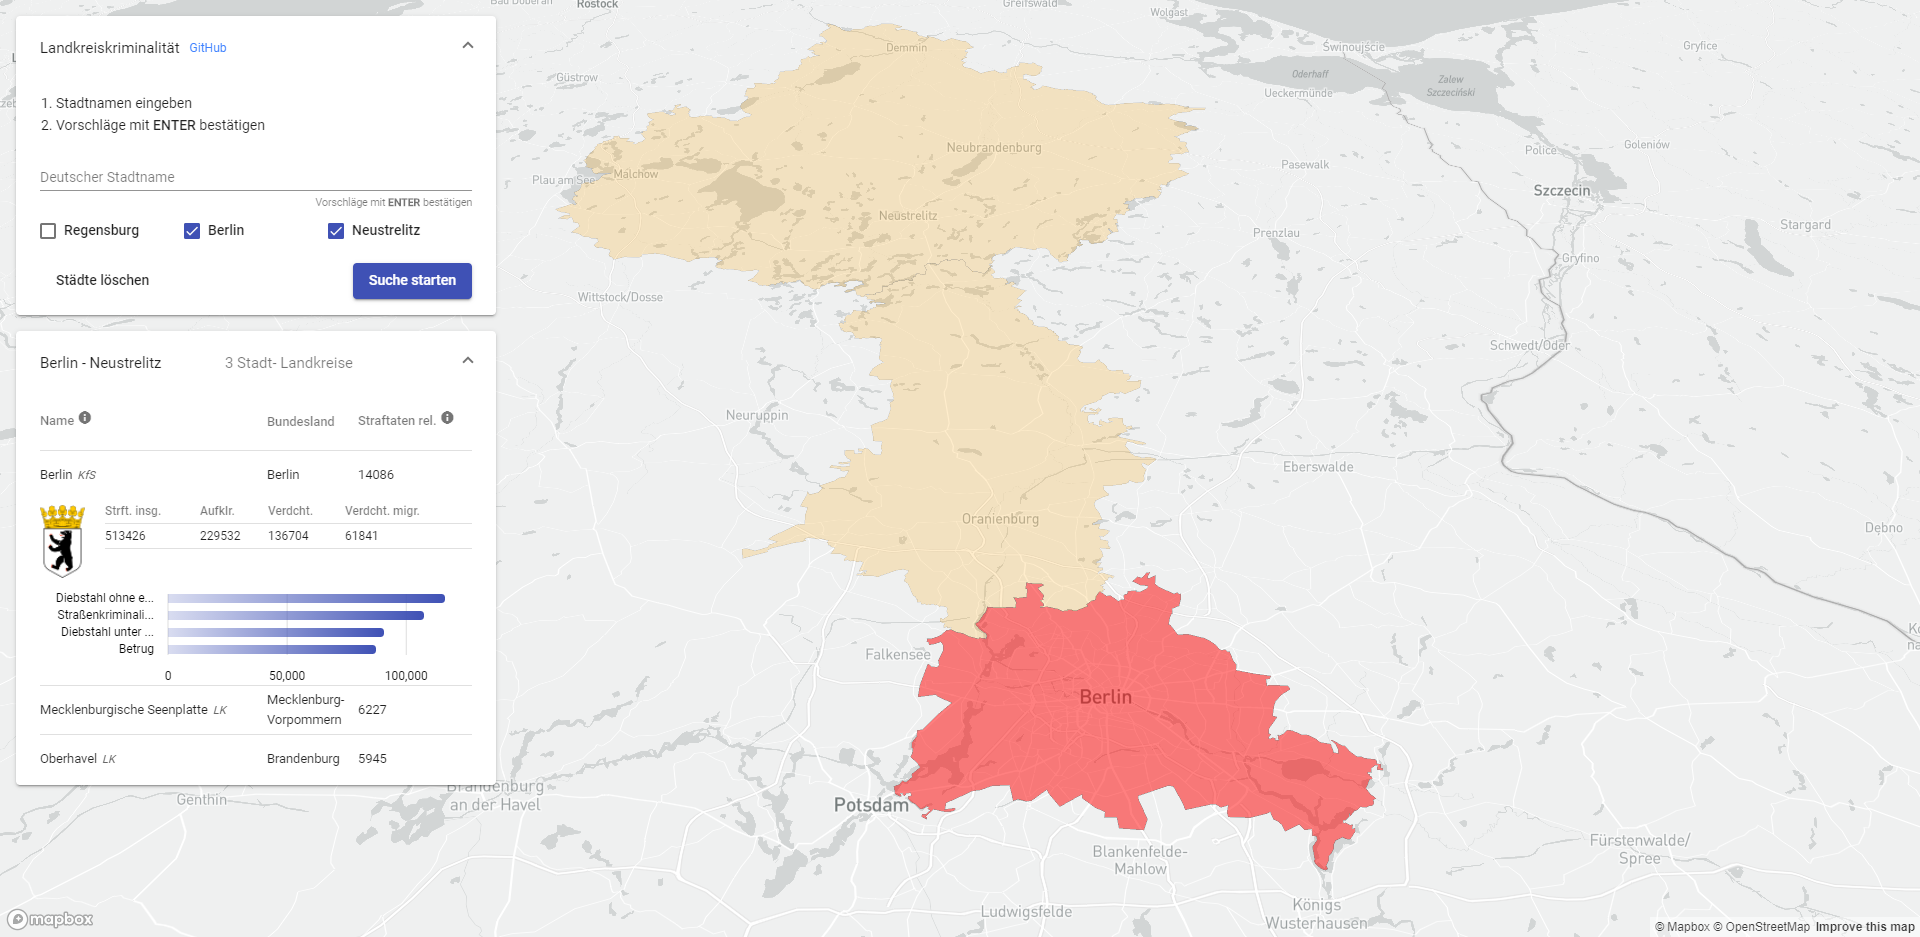 Landkreiskriminalität GitHub
1. Stadtnamen eingeben
2. Vorschläge mit ENTER bestätigen
Deutscher Stadtname
Vorschläge mit ENTER bestätigen
Regensburg Berlin Neustrelitz
Städte löschen Suche starten
Berlin - Neustrelitz 3 Stadt- Landkreise
Name Bundesland Straftaten rel.
Berlin KfS Berlin 14086
Strft. insg. Aufklr. Verdcht. Verdcht. migr.
513426 229532 136704 61841
Diebstahl ohne e...
Straßenkriminali...
Diebstahl unter ...
Betrug
0 50,000 100,000
Mecklenburgische Seenplatte LK Mecklenburg-
Vorpommern 6227
Oberhavel LK Brandenburg 5945
Bad Doberan
Rostock
Greifswald
Wolgast
Demmin
Güstrow
Świnoujście
Gryfice
Oderhaff
Zalew
Szczeciński
Ueckermünde
Neubrandenburg
Police
Goleniów
Pasewalk
Malchow
Plau am See
Szczecin
Neustrelitz
Stargard
Prenzlau
Gryfino
Wittstock/Dosse
Schwedt/Oder
Neuruppin
Eberswalde
Oranienburg
Dębno
Falkensee
Berlin
Brandenburg
an der Havel
Genthin
Potsdam
Blankenfelde-
Mahlow
Fürstenwalde/
Spree
Ludwigsfelde
Königs
Wusterhausen
mapbox
© Mapbox © OpenStreetMap Improve this map